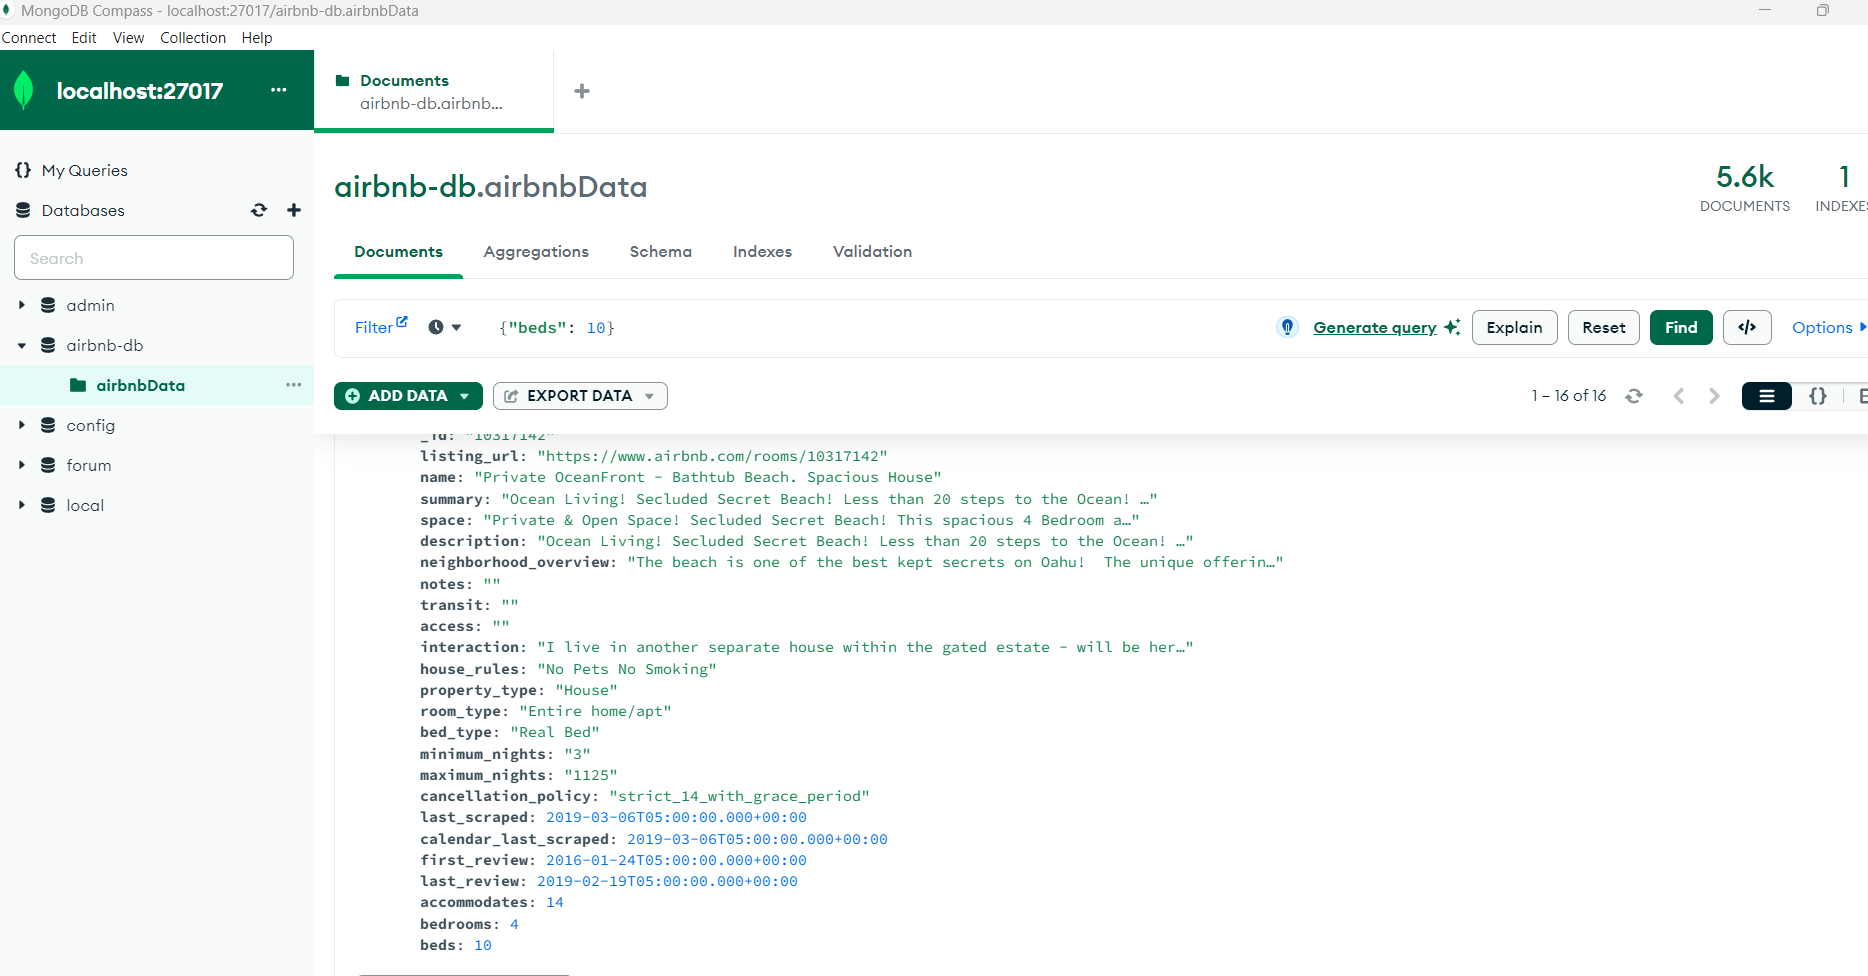 MongoDB Compass - localhost:27017/airbnb-db.airbnbData
Connect Edit View Collection Help
localhost:27017 ...
Documents
airbnb-db.airbnb...
My Queries
Databases
Search
admin
airbnb-db
airbnbData
config
forum
local
airbnb-db.airbnbData
5.6k
DOCUMENTS
1
INDEXES
Documents Aggregations Schema Indexes Validation
Filter {"beds": 10} Generate query Explain Reset Find </> Options
ADD DATA EXPORT DATA 1 – 16 of 16 {}
_id: "10317142"
listing_url: "https://www.airbnb.com/rooms/10317142"
name: "Private OceanFront - Bathtub Beach. Spacious House"
summary: "Ocean Living! Secluded Secret Beach! Less than 20 steps to the Ocean! …"
space: "Private & Open Space! Secluded Secret Beach! This spacious 4 Bedroom a…"
description: "Ocean Living! Secluded Secret Beach! Less than 20 steps to the Ocean! …"
neighborhood_overview: "The beach is one of the best kept secrets on Oahu!  The unique offerin…"
notes: ""
transit: ""
access: ""
interaction: "I live in another separate house within the gated estate - will be her…"
house_rules: "No Pets No Smoking"
property_type: "House"
room_type: "Entire home/apt"
bed_type: "Real Bed"
minimum_nights: "3"
maximum_nights: "1125"
cancellation_policy: "strict_14_with_grace_period"
last_scraped: 2019-03-06T05:00:00.000+00:00
calendar_last_scraped: 2019-03-06T05:00:00.000+00:00
first_review: 2016-01-24T05:00:00.000+00:00
last_review: 2019-02-19T05:00:00.000+00:00
accommodates: 14
bedrooms: 4
beds: 10